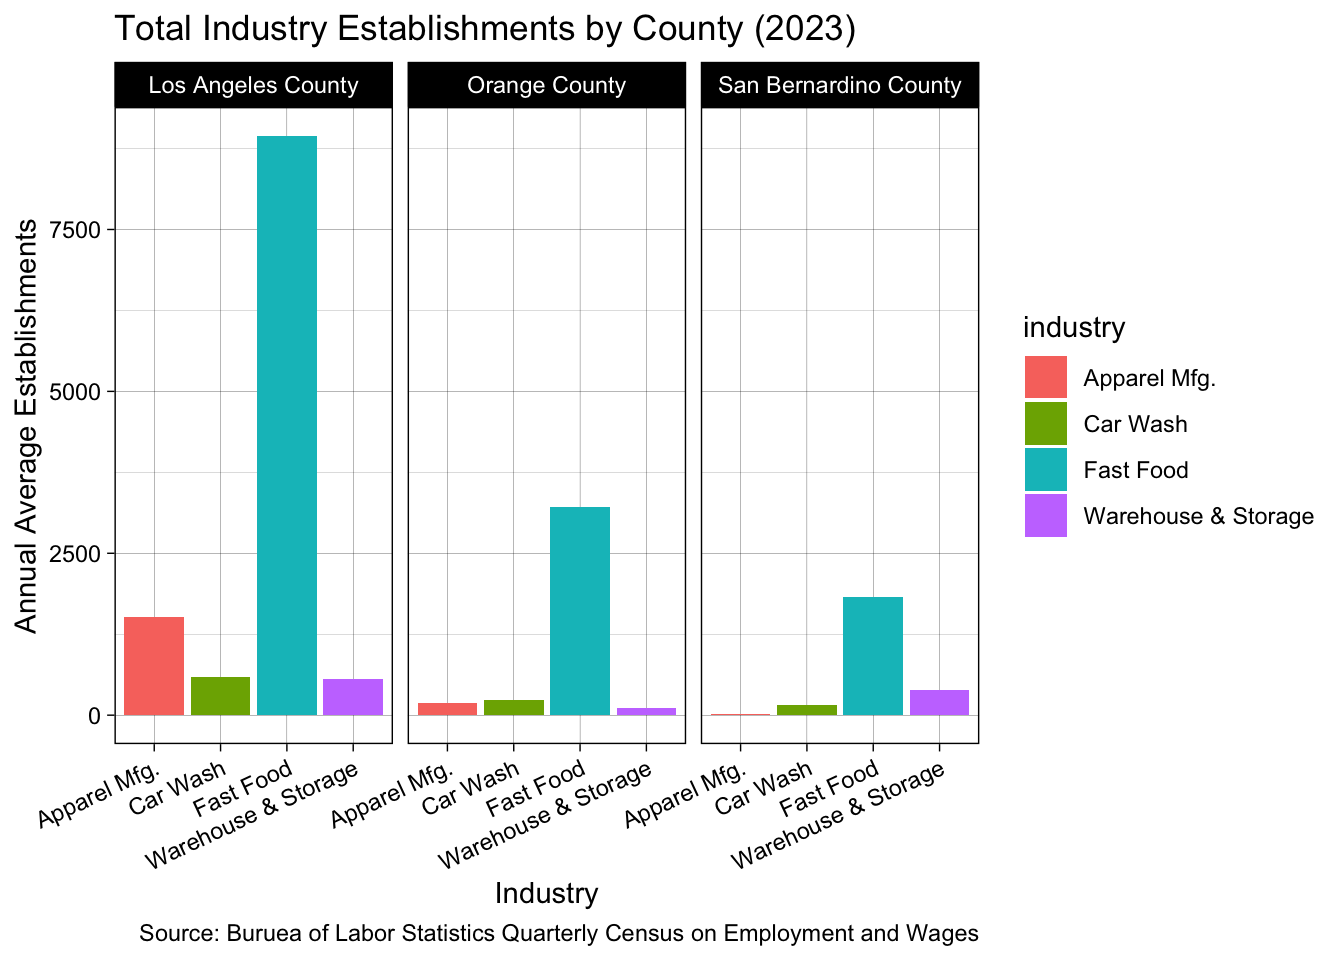 Total Industry Establishments by County (2023)
Los Angeles County
Orange County
San Bernardino County
Annual Average Establishments
7500
5000
2500
0
Apparel Mfg.
Car Wash
Fast Food
Warehouse & Storage
Apparel Mfg.
Car Wash
Fast Food
Warehouse & Storage
Apparel Mfg.
Car Wash
Fast Food
Warehouse & Storage
Industry
industry
Apparel Mfg.
Car Wash
Fast Food
Warehouse & Storage
Source: Buruea of Labor Statistics Quarterly Census on Employment and Wages